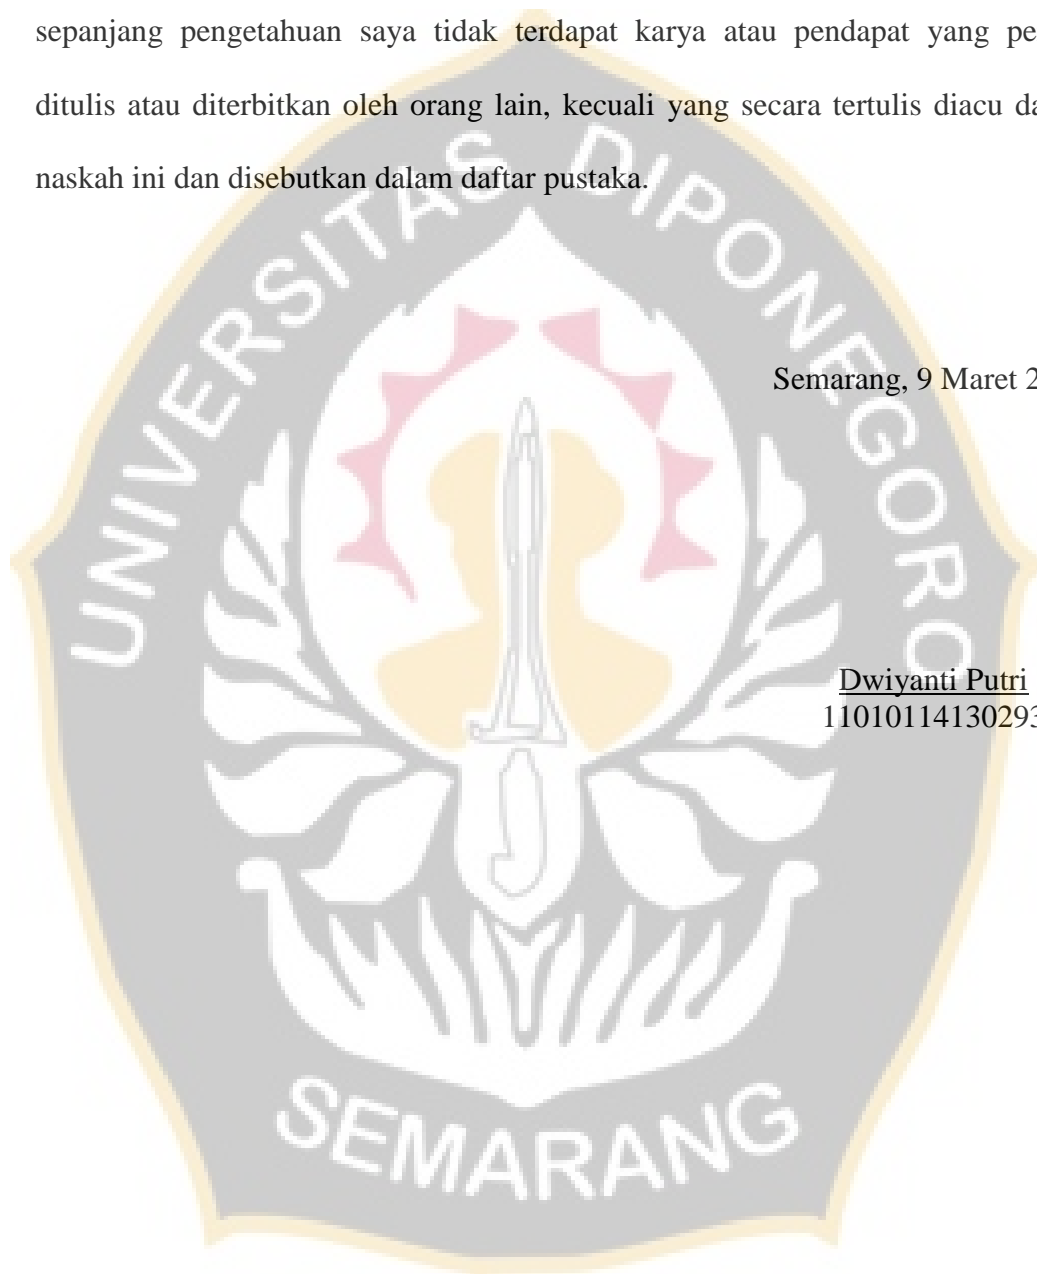 sepanjang pengetahuan saya tidak terdapat karya atau pendapat yang pe
ditulis atau diterbitkan oleh orang lain, kecuali yang secara tertulis diacu da
naskah ini dan disebutkan dalam daftar pustaka.
UNIVERSITAS DIPONEGORO
Semarang, 9 Maret 2
Dwiyanti Putri
11010114130293
SEMARANG